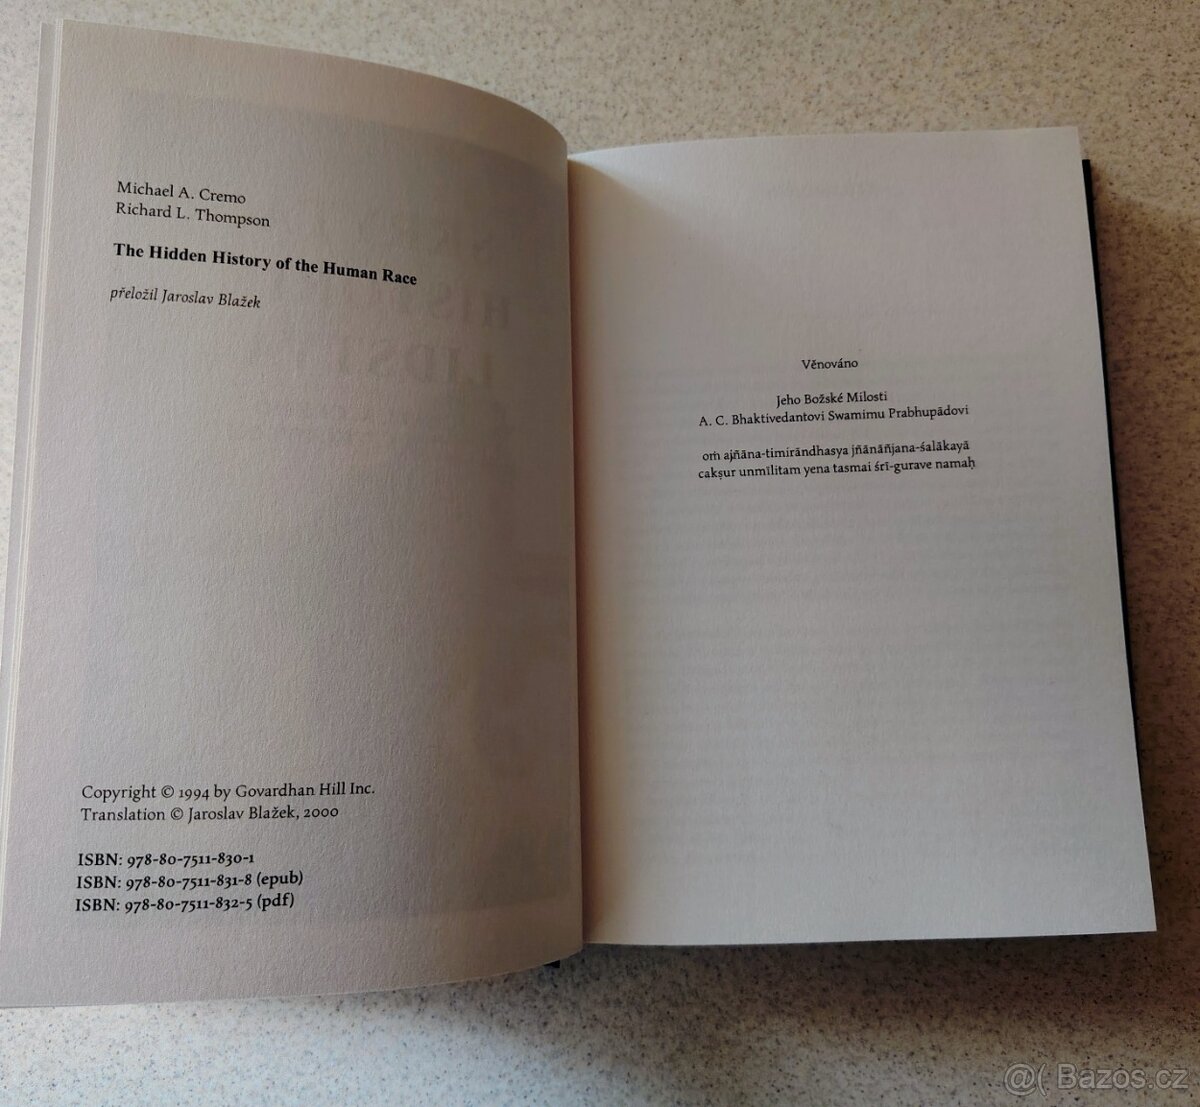 Michael A. Cremo
Richard L. Thompson
The Hidden History of the Human Race
přeložil Jaroslav Blažek
Copyright © 1994 by Govardhan Hill Inc.
Translation © Jaroslav Blažek, 2000
ISBN: 978-80-7511-830-1
ISBN: 978-80-7511-831-8 (epub)
ISBN: 978-80-7511-832-5 (pdf)
Věnováno
Jeho Božské Milosti
A. C. Bhaktivedantovi Swamimu Prabhupādovi
oṁ ajñāna-timirāndhasya jñānāñjana-śalākayā
cakṣur unmīlitam yena tasmai śrī-gurave namaḥ
@( Bazos.cz